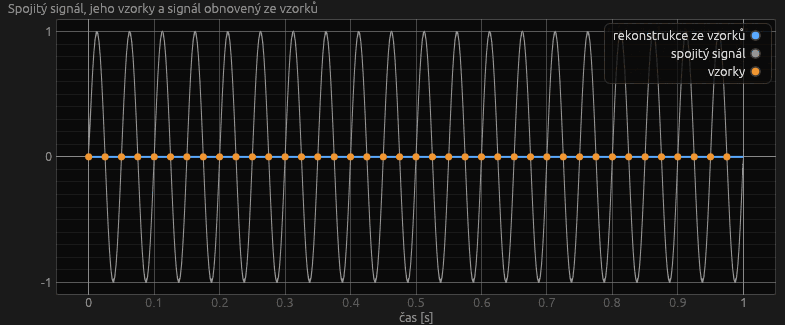 Spojitý signál, jeho vzorky a signál obnovený ze vzorků
rekonstrukce ze vzorků
spojitý signál
vzorky
1
0
-1
0 0.1 0.2 0.3 0.4 0.5 0.6 0.7 0.8 0.9 1
čas [s]